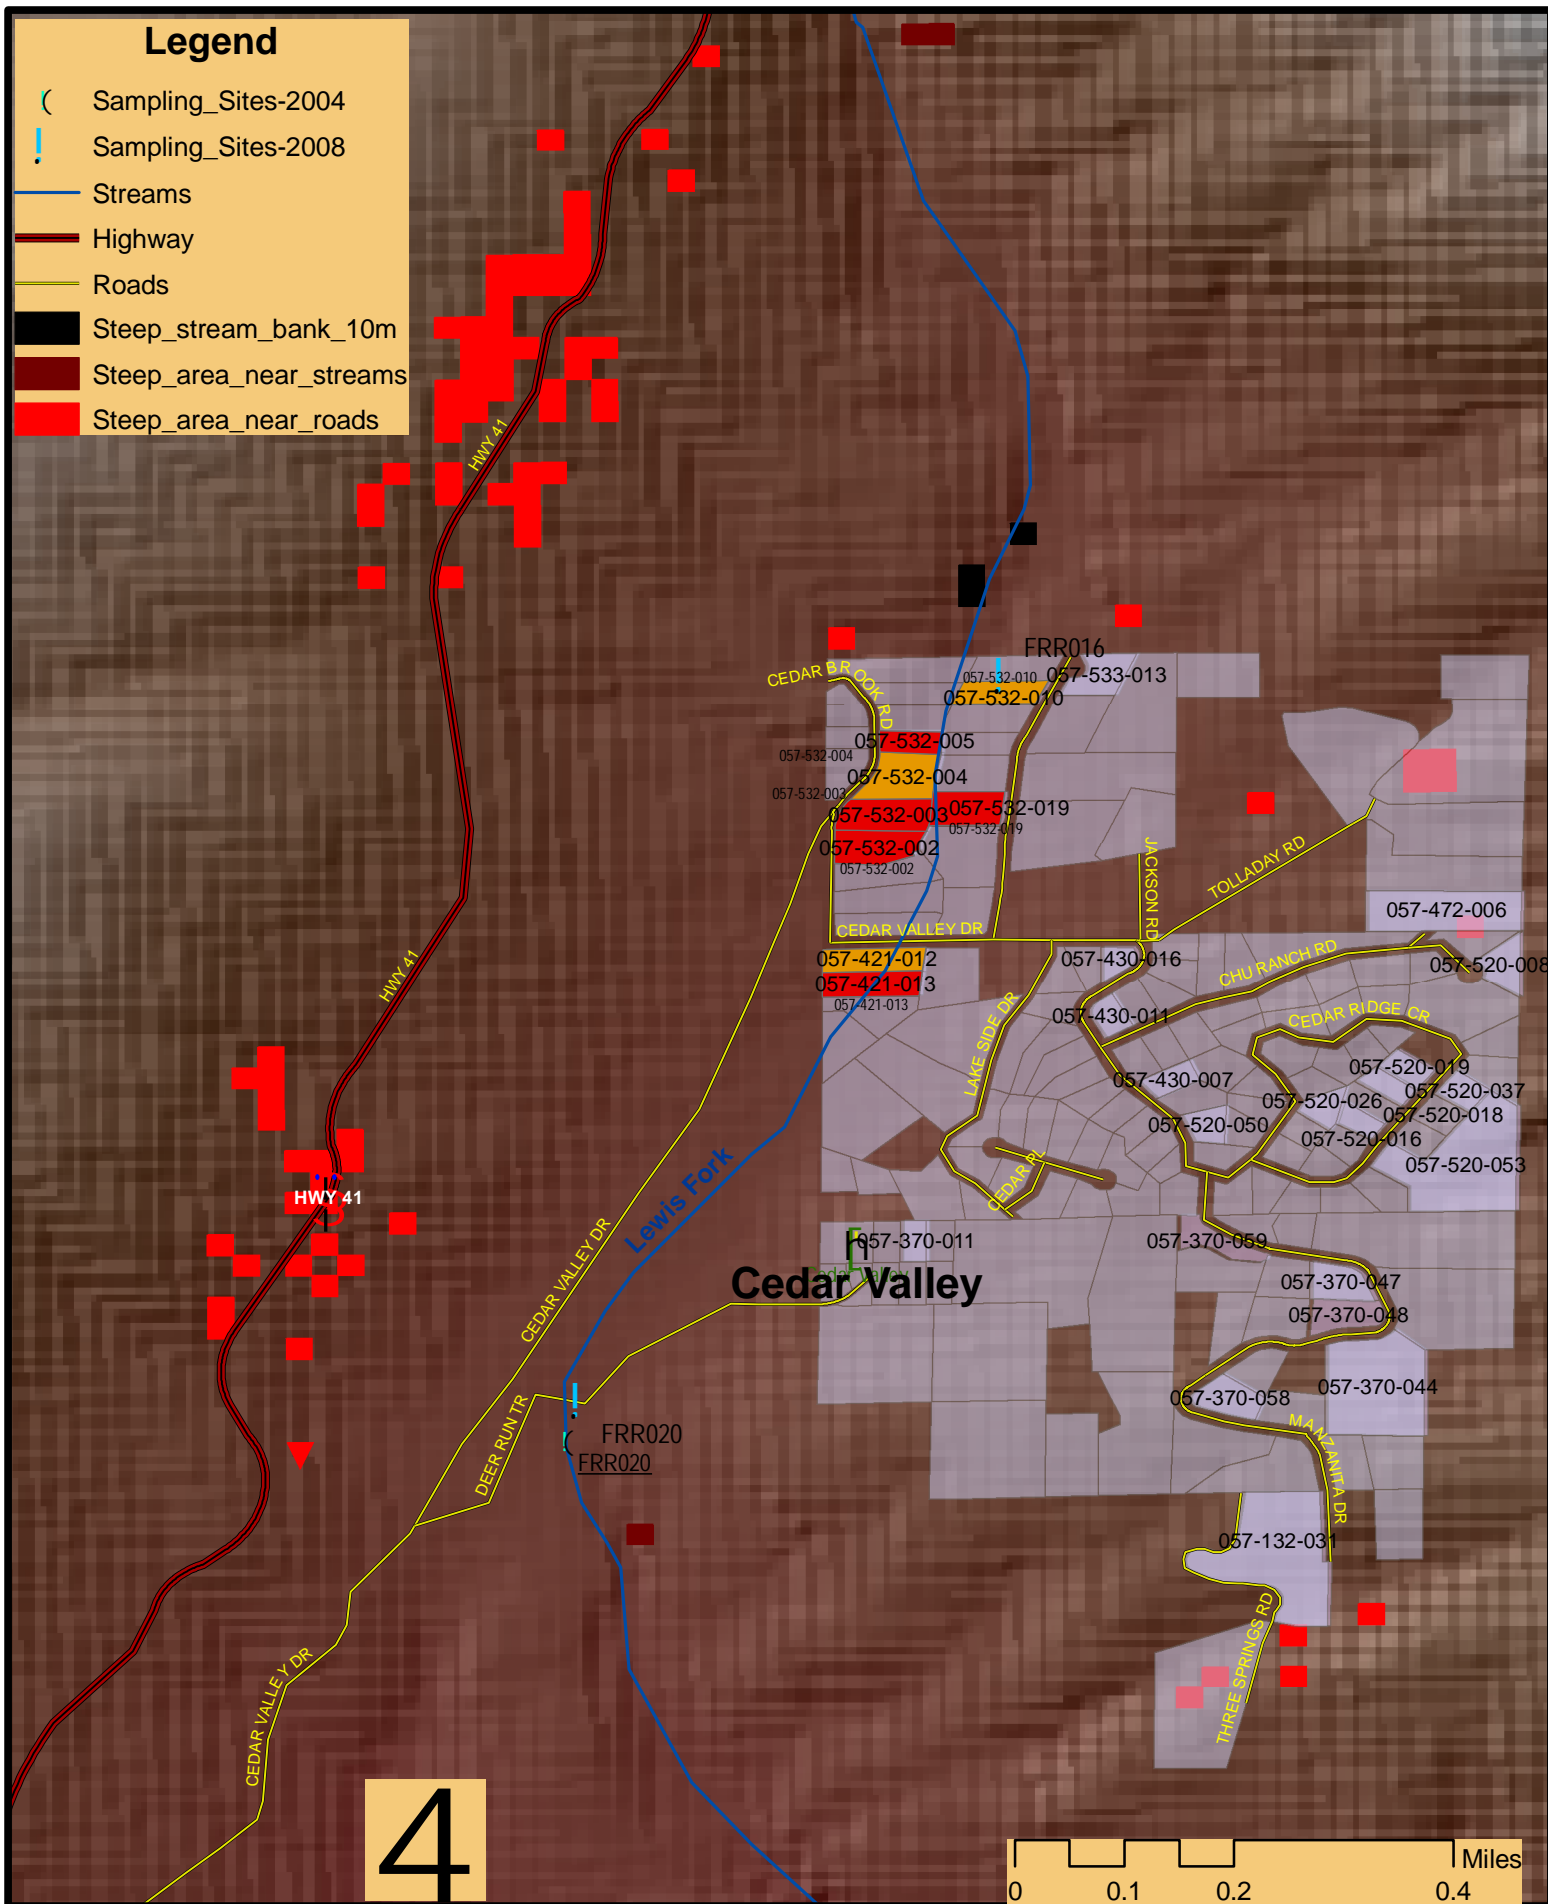 Legend
Sampling_Sites-2004
Sampling_Sites-2008
Streams
Highway
Roads
Steep_stream_bank_10m
Steep_area_near_streams
Steep_area_near_roads
HWY 41
FRR016
CEDAR BROOK RD
057-532-010
057-533-013
057-532-010
057-532-005
057-532-004
057-532-004
057-532-003
057-532-003
057-532-019
057-532-019
057-532-002
057-532-002
JACKSON RD
TOLLADAY RD
057-472-006
CEDAR VALLEY DR
057-421-012
057-430-016
CHU RANCH RD
057-520-008
HWY 41
057-421-013
057-421-013
LAKE SIDE DR
057-430-011
CEDAR RIDGE CR
057-520-019
057-430-007
057-520-037
057-520-026
057-520-018
057-520-050
057-520-016
057-520-053
CEDAR PL
HWY 41
Lewis Fork
CEDAR VALLEY DR
h
057-370-011
057-370-059
Cedar Valley
Cedar Valley
057-370-047
057-370-048
057-370-058
057-370-044
DEER RUN TR
FRR020
FRR020
MANZANITA DR
057-132-031
THREE SPRINGS RD
CEDAR VALLEY DR
4
Miles
0 0.1 0.2 0.4